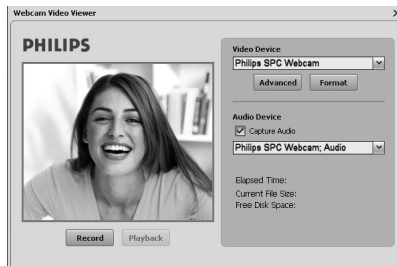 Webcam Video Viewer
PHILIPS
Record
Playback
Video Device
Philips SPC Webcam
Advanced
Format
Audio Device
Capture Audio
Philips SPC Webcam; Audio
Elapsed Time:
Current File Size:
Free Disk Space: